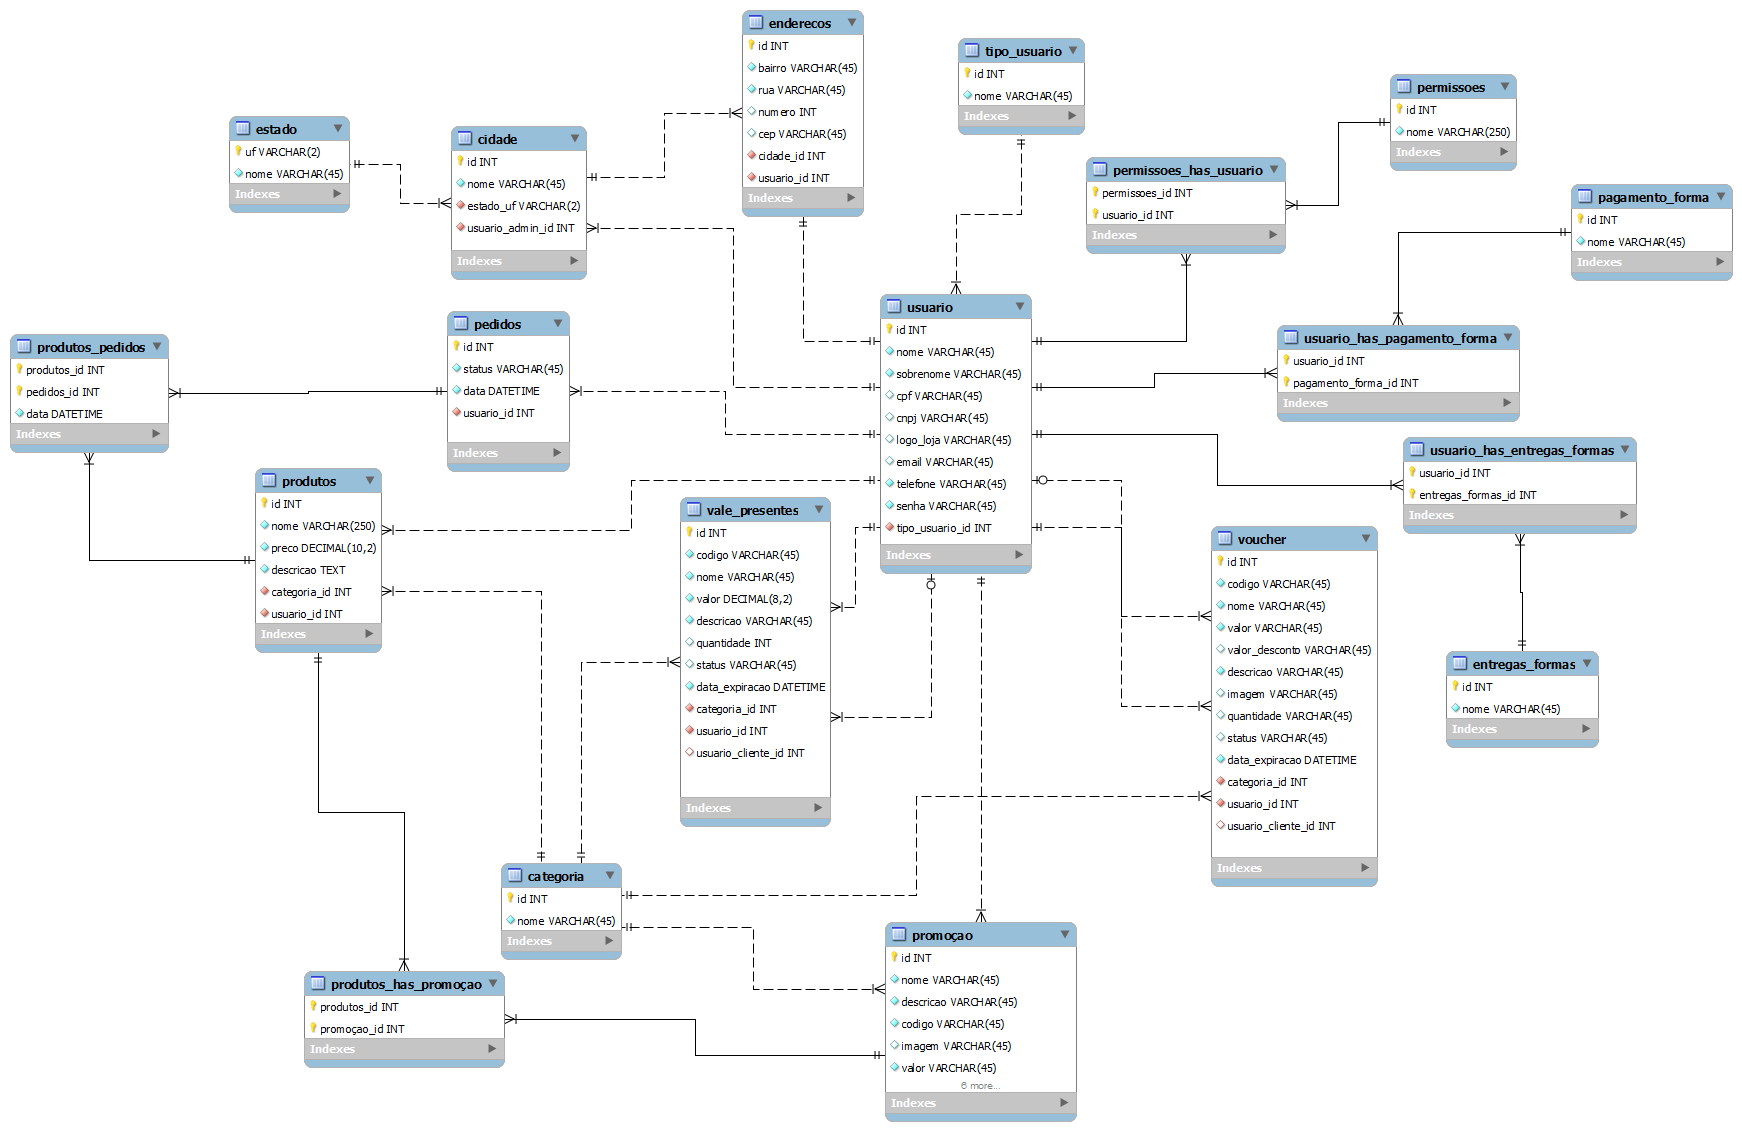 enderecos
id INT
bairro VARCHAR(45)
rua VARCHAR(45)
numero INT
cep VARCHAR(45)
cidade_id INT
usuario_id INT
Indexes
tipo_usuario
id INT
nome VARCHAR(45)
Indexes
permissoes
id INT
nome VARCHAR(250)
Indexes
estado
uf VARCHAR(2)
nome VARCHAR(45)
Indexes
cidade
id INT
nome VARCHAR(45)
estado_uf VARCHAR(2)
usuario_admin_id INT
Indexes
permissoes_has_usuario
permissoes_id INT
usuario_id INT
Indexes
pagamento_forma
id INT
nome VARCHAR(45)
Indexes
produtos_pedidos
produtos_id INT
pedidos_id INT
data DATETIME
Indexes
pedidos
id INT
status VARCHAR(45)
data DATETIME
usuario_id INT
Indexes
usuario
id INT
nome VARCHAR(45)
sobrenome VARCHAR(45)
cpf VARCHAR(45)
cnpj VARCHAR(45)
logo_loja VARCHAR(45)
email VARCHAR(45)
telefone VARCHAR(45)
senha VARCHAR(45)
tipo_usuario_id INT
Indexes
usuario_has_pagamento_forma
usuario_id INT
pagamento_forma_id INT
Indexes
usuario_has_entregas_formas
usuario_id INT
entregas_formas_id INT
Indexes
produtos
id INT
nome VARCHAR(250)
preco DECIMAL(10,2)
descricao TEXT
categoria_id INT
usuario_id INT
Indexes
vale_presentes
id INT
codigo VARCHAR(45)
nome VARCHAR(45)
valor DECIMAL(8,2)
descricao VARCHAR(45)
quantidade INT
status VARCHAR(45)
data_expiracao DATETIME
categoria_id INT
usuario_id INT
usuario_cliente_id INT
Indexes
voucher
id INT
codigo VARCHAR(45)
nome VARCHAR(45)
valor VARCHAR(45)
valor_desconto VARCHAR(45)
descricao VARCHAR(45)
imagem VARCHAR(45)
quantidade VARCHAR(45)
status VARCHAR(45)
data_expiracao DATETIME
categoria_id INT
usuario_id INT
usuario_cliente_id INT
Indexes
entregas_formas
id INT
nome VARCHAR(45)
Indexes
categoria
id INT
nome VARCHAR(45)
Indexes
promoçao
id INT
nome VARCHAR(45)
descricao VARCHAR(45)
codigo VARCHAR(45)
imagem VARCHAR(45)
valor VARCHAR(45)
6 more...
Indexes
produtos_has_promoçao
produtos_id INT
promoçao_id INT
Indexes